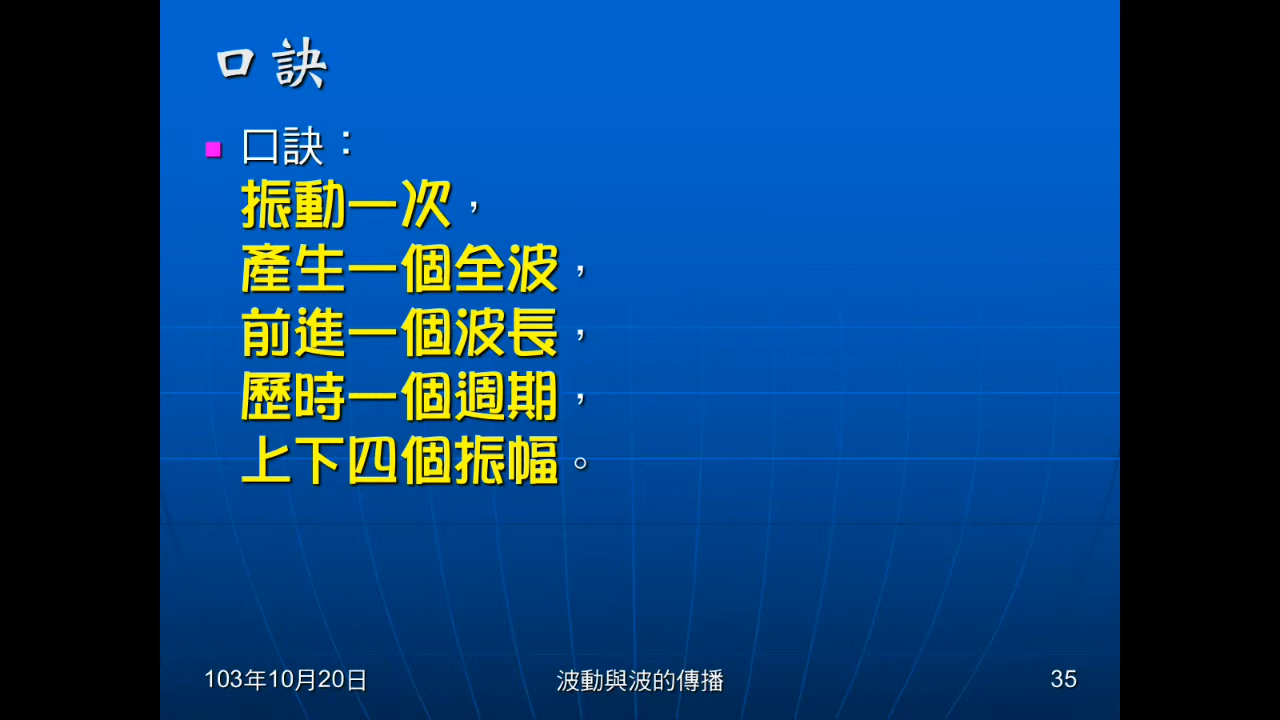 口訣
口訣：
振動一次，
產生一個全波，
前進一個波長，
歷時一個週期，
上下四個振幅。
103年10月20日
波動與波的傳播
35